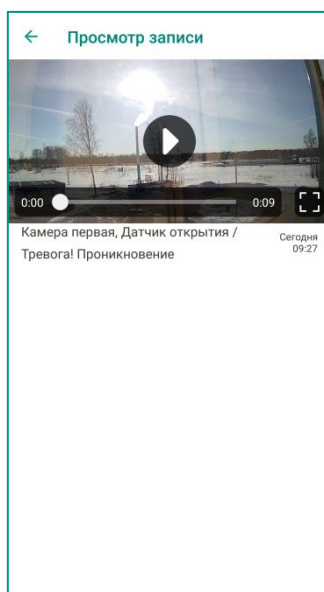 Просмотр записи
0:00
0:09
Камера первая, Датчик открытия /
Тревога! Проникновение
Сегодня
09:27